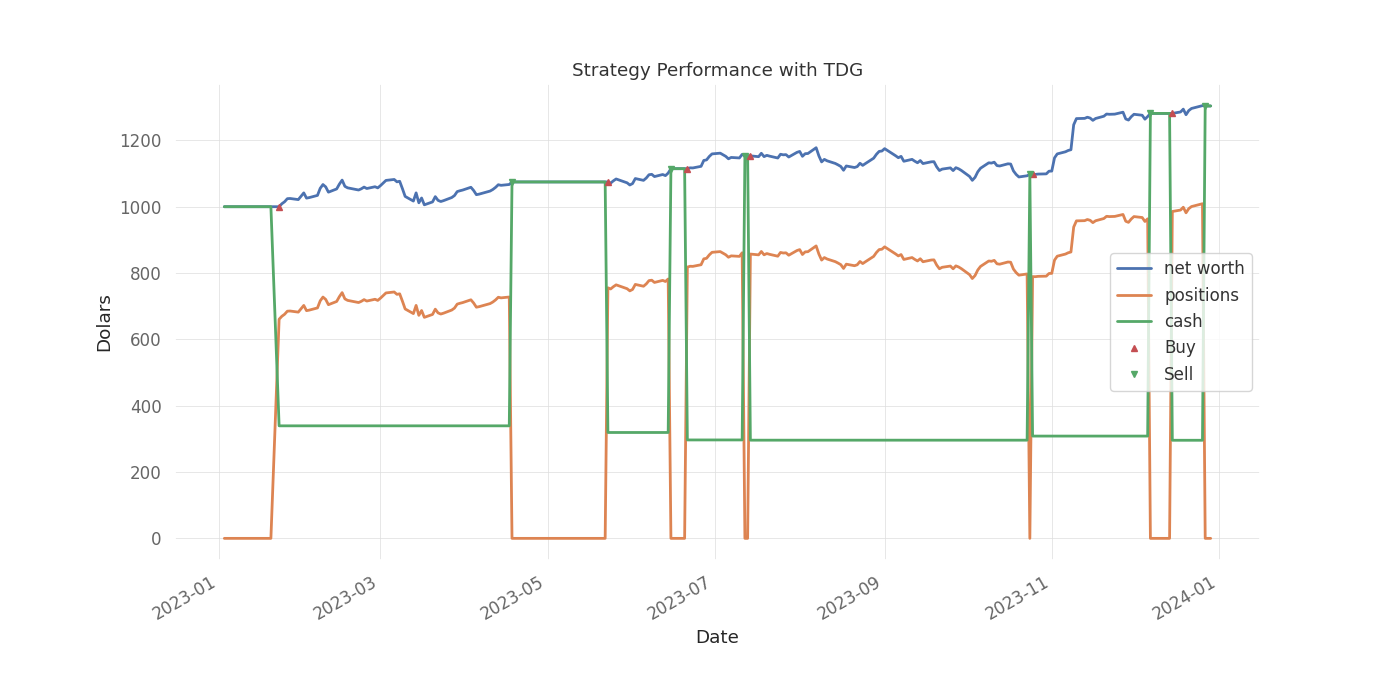 Strategy Performance with TDG
1200
1000
800
600
400
200
0
Dolars
net worth
positions
cash
Buy
Sell
2023-01
2023-03
2023-05
2023-07
2023-09
2023-11
2024-01
Date